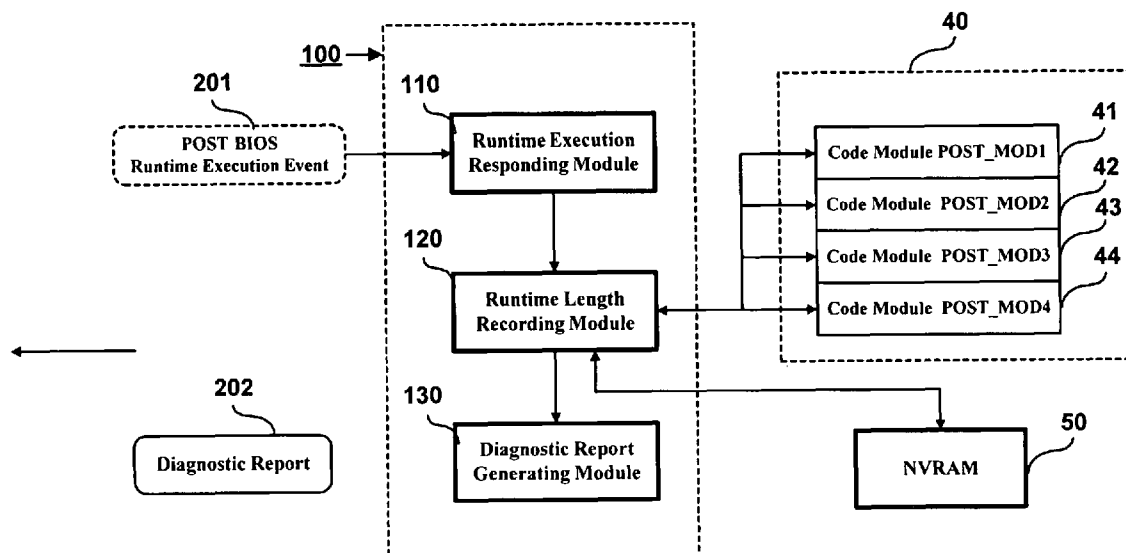 100
201
POST BIOS
Runtime Execution Event
110
Runtime Execution
Responding Module
120
Runtime Length
Recording Module
130
Diagnostic Report
Generating Module
202
Diagnostic Report
40
Code Module POST_MOD1
41
Code Module POST_MOD2
42
Code Module POST_MOD3
43
Code Module POST_MOD4
44
50
NVRAM